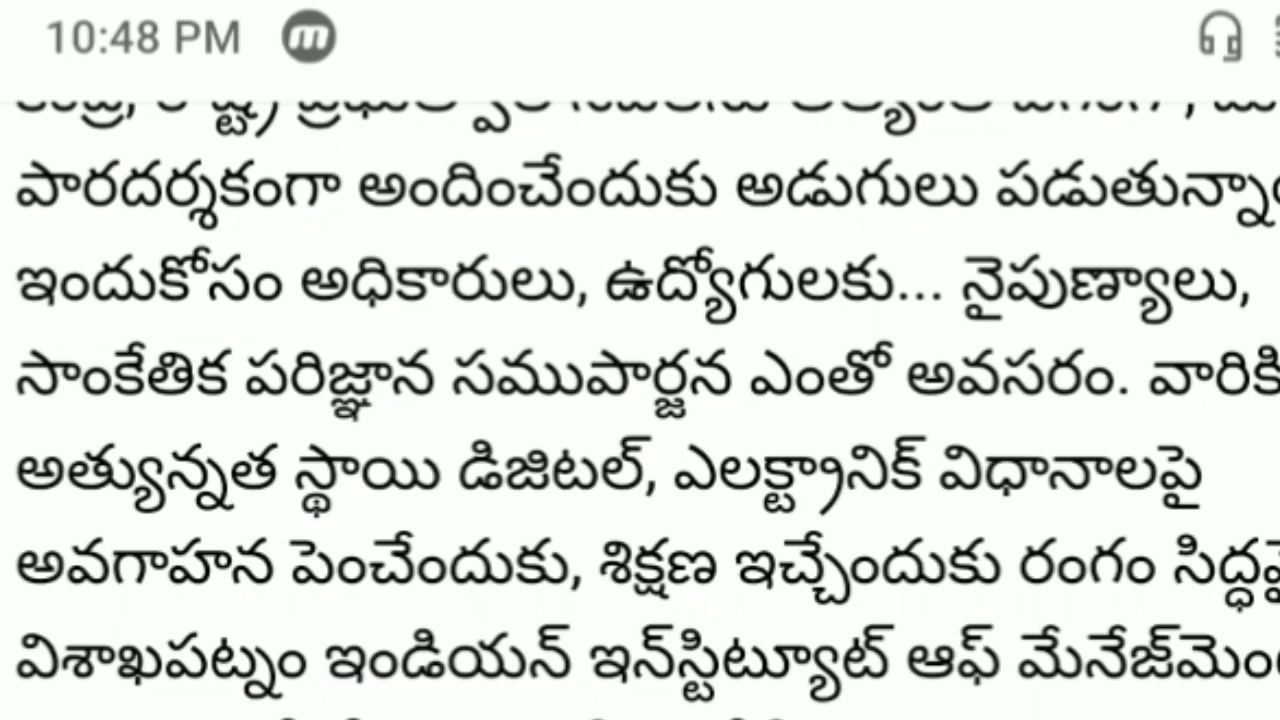 10:48 PM
పారదర్శకంగా అందించేందుకు అడుగులు
ఇందుకోసం అధికారులు, ఉద్యోగులకు... నైపుణ్యాలు,
సాంకేతిక పరిజ్ఞాన సముపార్జన ఎంతో అవసరం. వారికి
అత్యున్నత స్థాయి డిజిటల్, ఎలక్ట్రానిక్ విధానాలపై
అవగాహన పెంచేందుకు, శిక్షణ ఇచ్చేందుకు రంగం
విశాఖపట్నం ఇండియన్ ఇన్‌స్టిట్యూట్ ఆఫ్